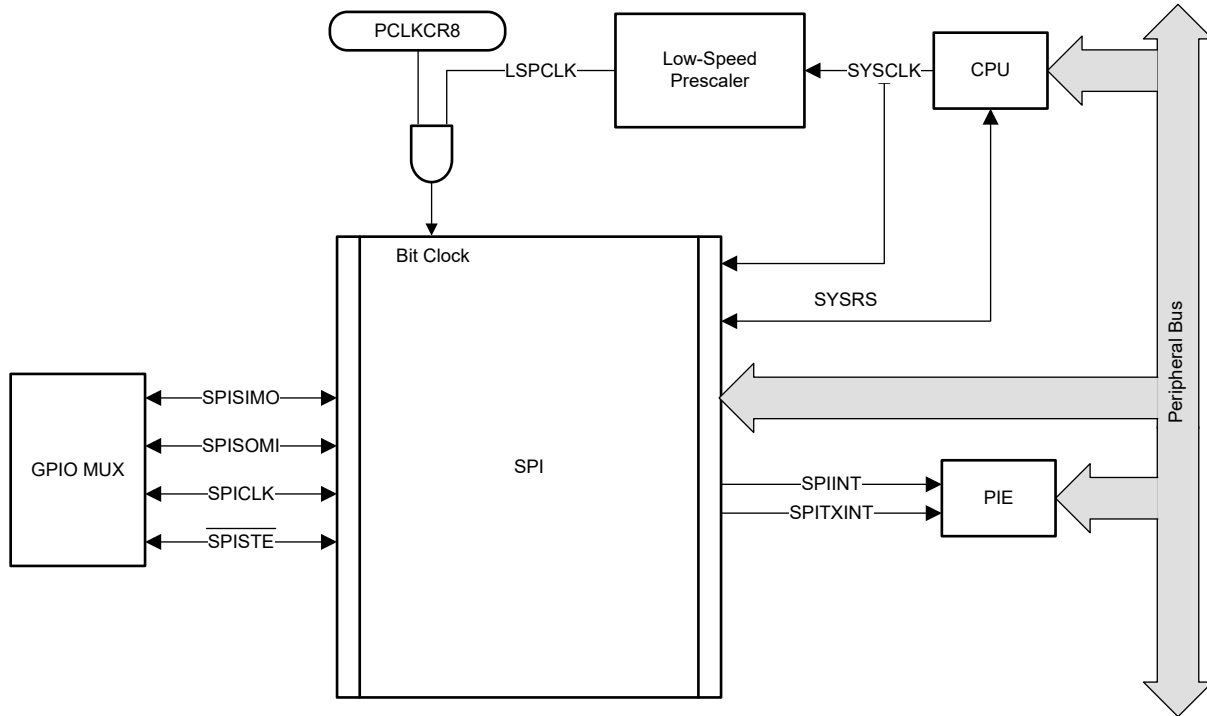 PCLKCR8
LSPCLK
Low-Speed
Prescaler
SYSCLK
CPU
Bit Clock
SYSRS
Peripheral Bus
GPIO MUX
SPISIMO
SPISOMI
SPICLK
SPISTE
SPI
SPIINT
SPITXINT
PIE